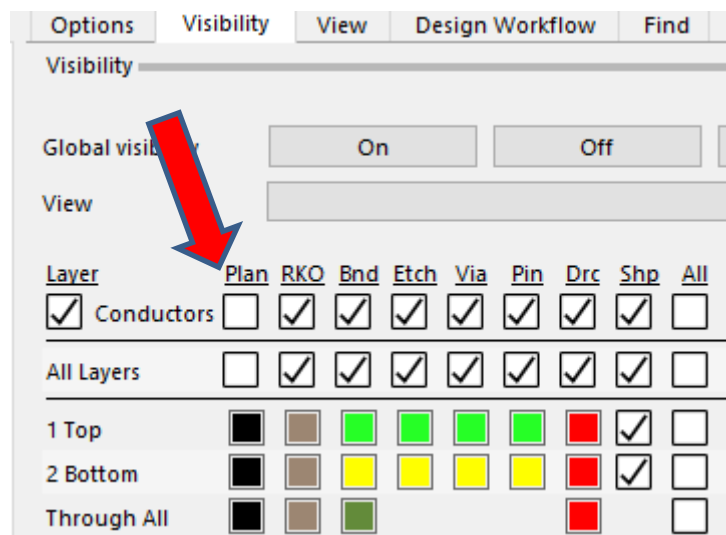 Options Visibility View Design Workflow Find
Visibility
Global On Off
View
Layer Plan RKO Bnd Etch Via Pin Drc Shp All
Conductors
All Layers
1 Top
2 Bottom
Through All